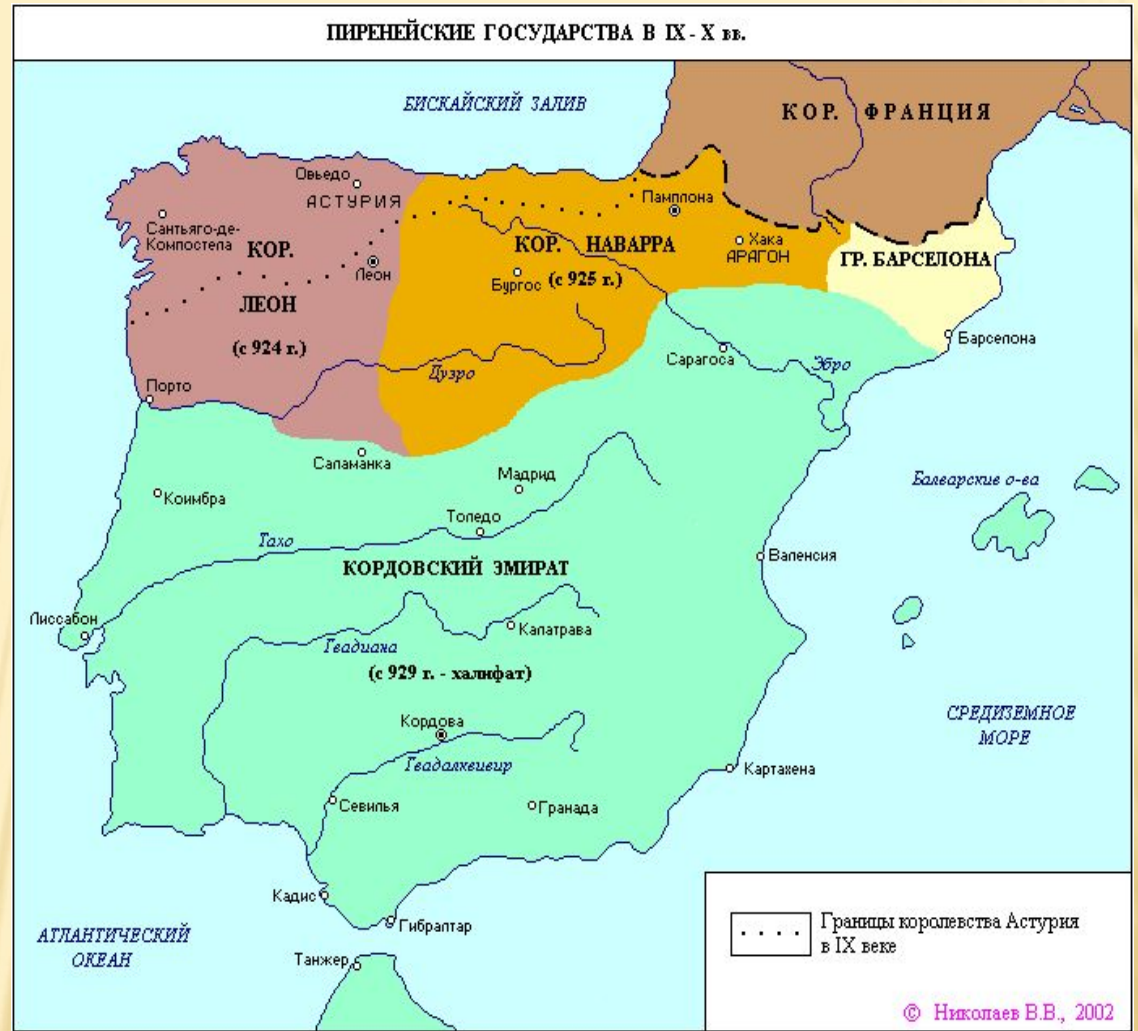 ПИРЕНЕЙСКИЕ ГОСУДАРСТВА В IX - X вв.
БИСКАЙСКИЙ ЗАЛИВ
КОР. ФРАНЦИЯ
Овьедо
АСТУРИЯ
Сантьяго-де-
Компостела
КОР.
ЛЕОН
(с 924 г.)
Леон
Памплона
КОР. НАВАРРА
(с 925 г.)
Бургос
Хака
АРАГОН
ГР. БАРСЕЛОНА
Барселона
Сарагоса
Эбро
Дуэро
Порто
Саламанка
Коимбра
Мадрид
Толедо
Тахо
Балеарские о-ва
Валенсия
КОРДОВСКИЙ ЭМИРАТ
Лиссабон
Калатрава
Гвадиана
(с 929 г. - халифат)
Кордова
Гвадалквивир
СРЕДИЗЕМНОЕ
МОРЕ
Картахена
Севилья
Гранада
Кадис
Гибралтар
АТЛАНТИЧЕСКИЙ
ОКЕАН
Танжер
Границы королевства Астурия
в IX веке
© Николаев В.В., 2002